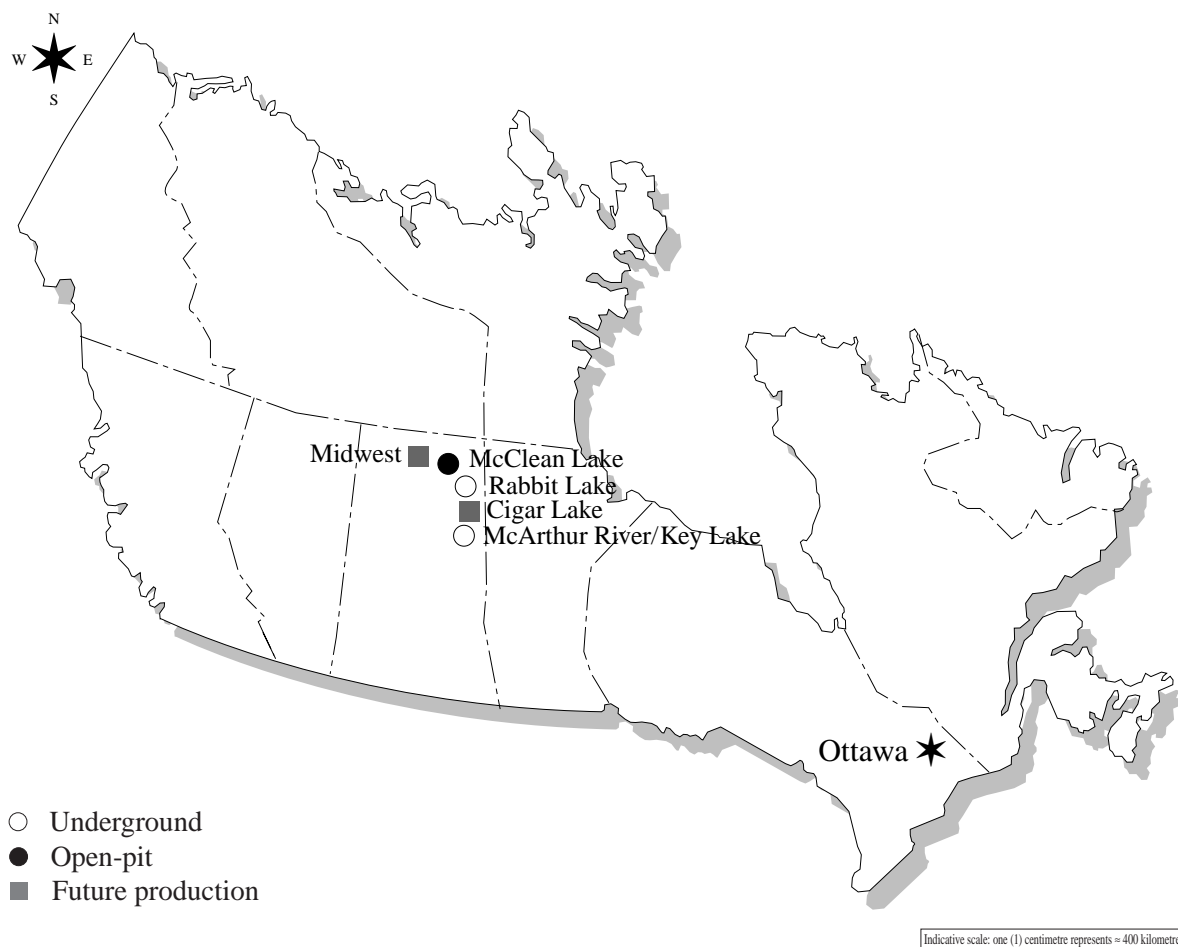 N
W E
S
Midwest
McClean Lake
Rabbit Lake
Cigar Lake
McArthur River/Key Lake
Ottawa
Underground
Open-pit
Future production
Indicative scale: one (1) centimetre represents ≈ 400 kilometre